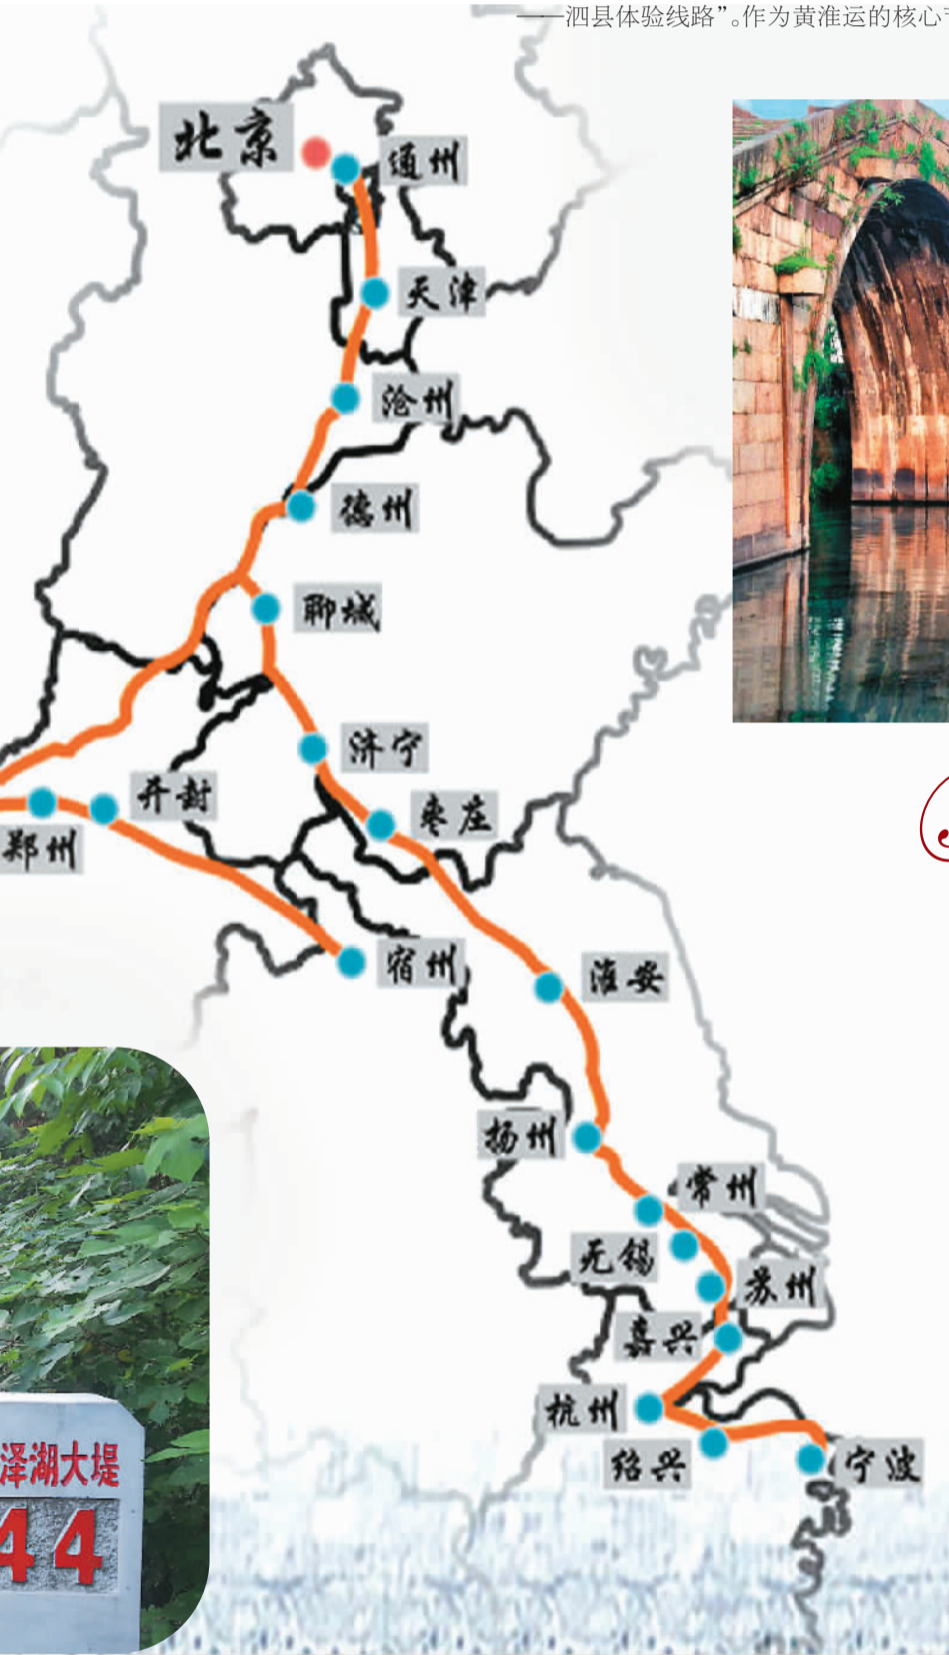 ——泗县体验线路”。作为黄淮运的核心
北京
通州
天津
沧州
德州
聊城
济宁
开封
枣庄
郑州
宿州
淮安
扬州
常州
无锡
苏州
嘉兴
杭州
绍兴
宁波
泽湖大堤
44